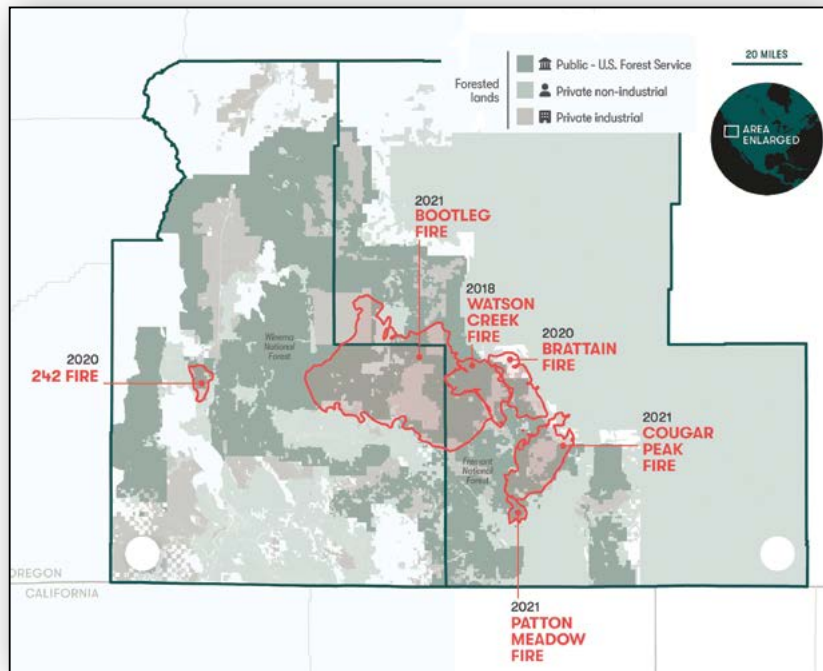 Forested
lands
Public - U.S. Forest Service
Private non-industrial
Private industrial
20 MILES
AREA
ENLARGED
2021
BOOTLEG
FIRE
2018
WATSON
CREEK
FIRE
2020
BRATTAIN
FIRE
Winema
National
Forest
2020
242 FIRE
2021
COUGAR
PEAK
FIRE
Fremont
National
Forest
OREGON
CALIFORNIA
2021
PATTON
MEADOW
FIRE